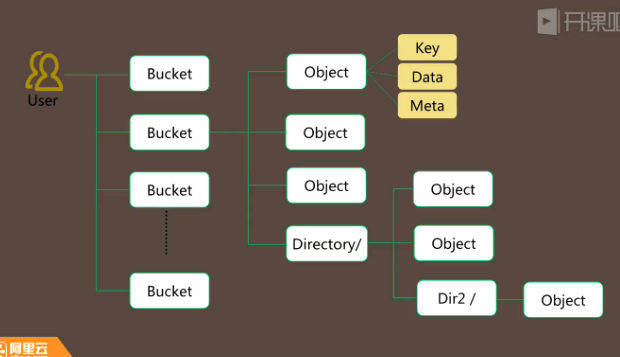 开课吧
Key
Bucket
Object
Data
User
Meta
Bucket
Object
Bucket
Object
Object
Directory/
Object
Bucket
Dir2 /
Object
阿里云